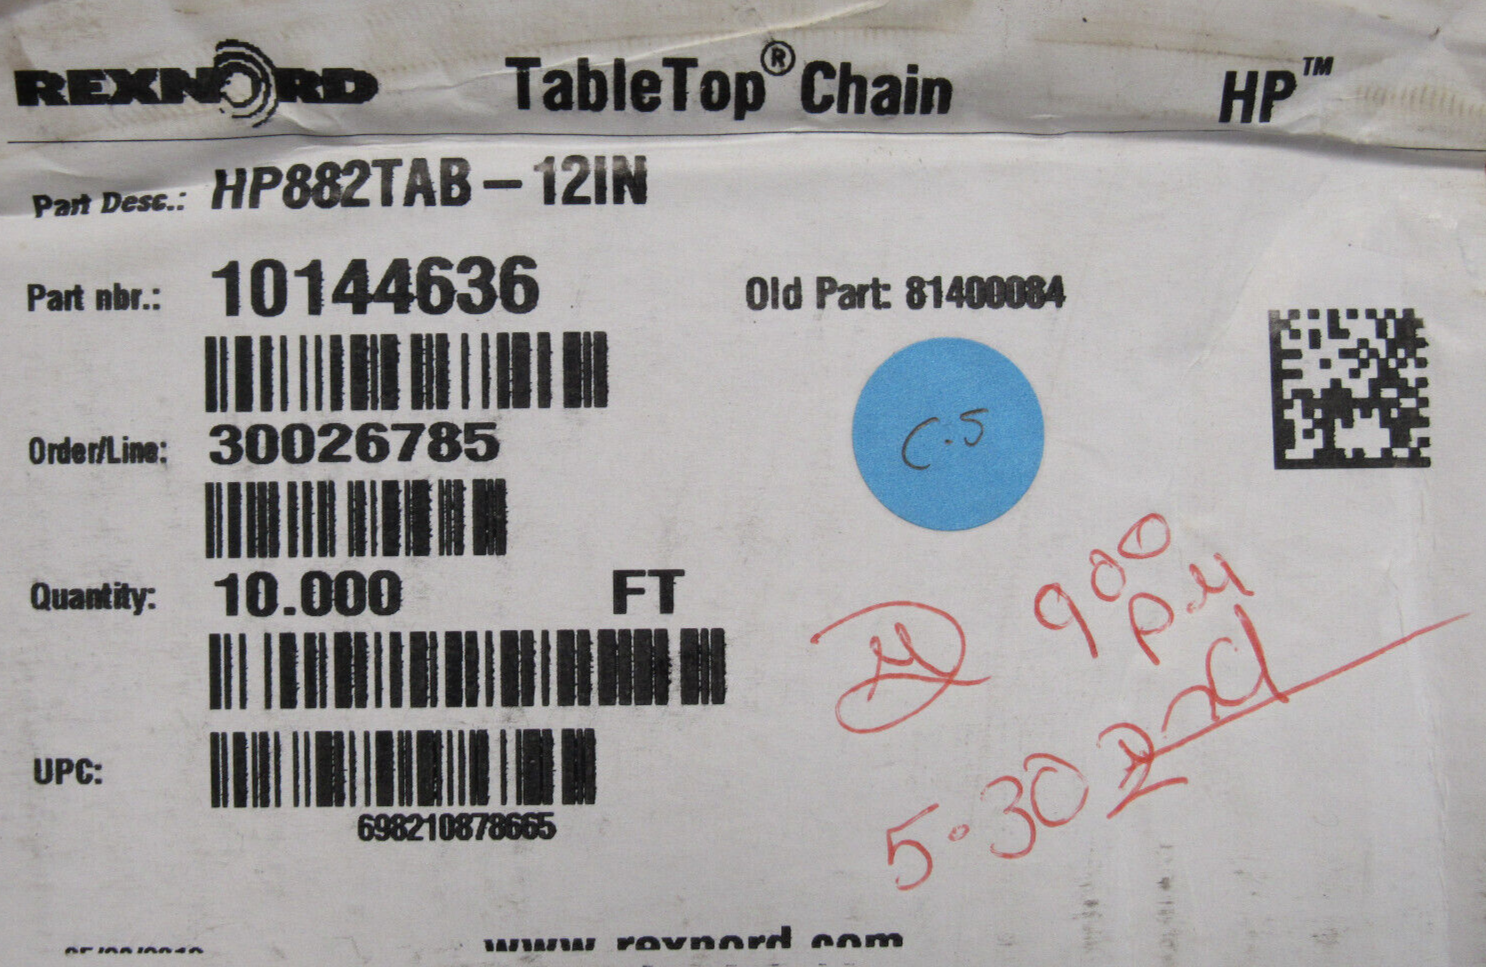 REXNORD TableTop® Chain HP™
Part Desc.: HP882TAB-12IN
Part nbr.: 10144636 Old Part: 81400084
C.S
Order/Line: 30026785
Quantity: 10.000 FT
900
P.M
5.30 2nd
UPC:
698210878665
www.rexnord.com